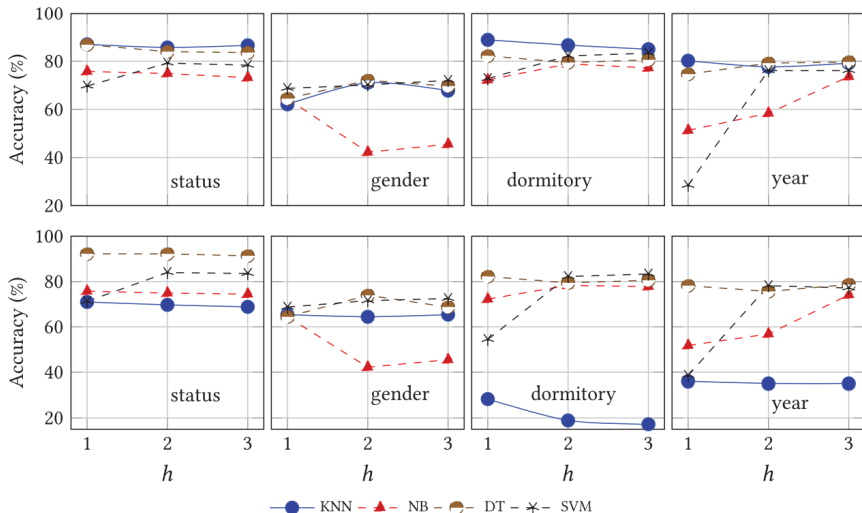 100
80
60
40
20
Accuracy (%)
status
gender
dormitory
year
100
80
60
40
20
Accuracy (%)
status
gender
dormitory
year
1 2 3
1 2 3
1 2 3
1 2 3
h
h
h
h
KNN NB DT SVM